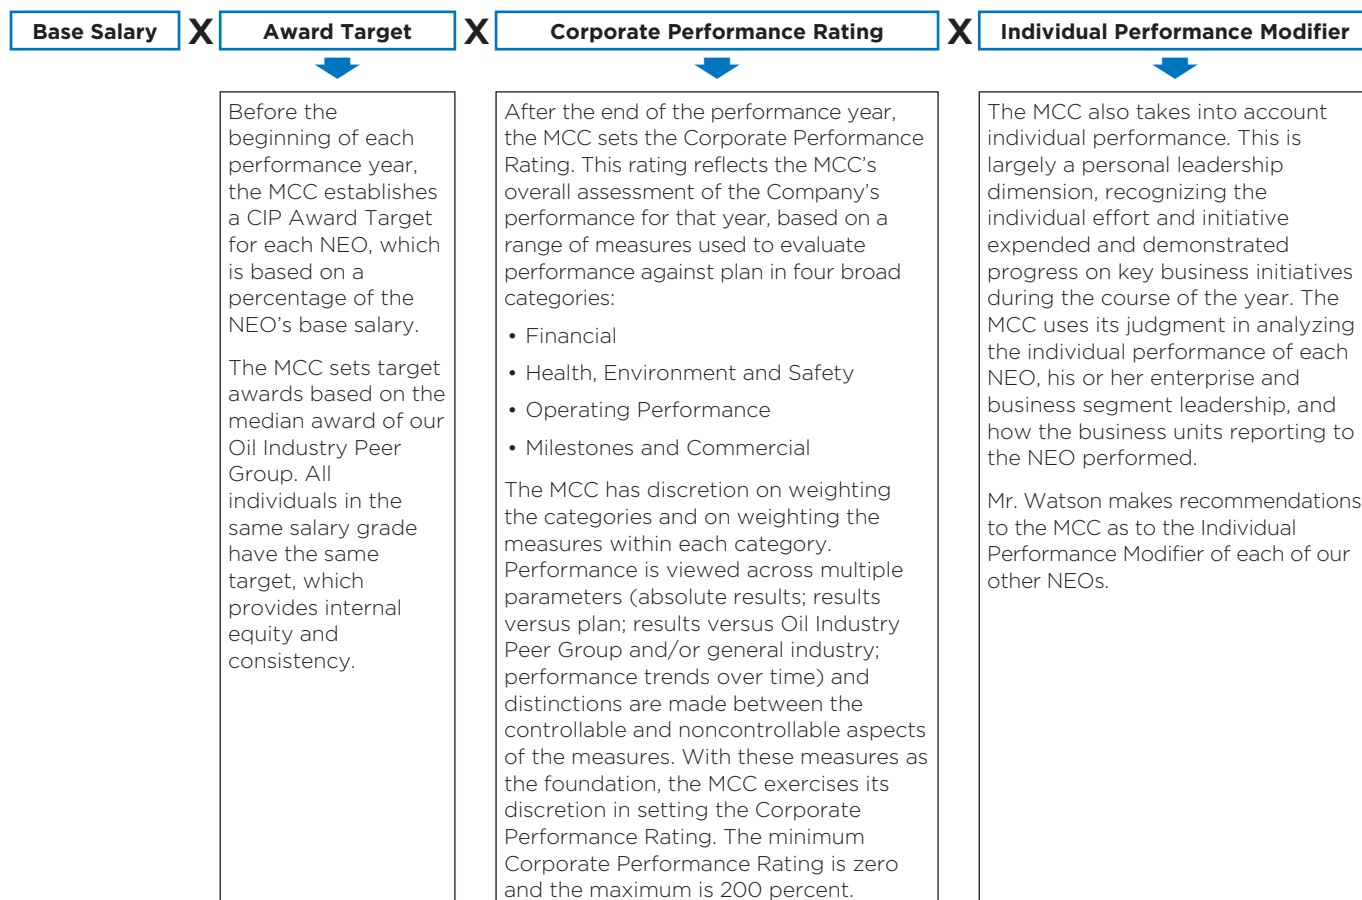 Base Salary X Award Target X Corporate Performance Rating X Individual Performance Modifier
Before the
beginning of each
performance year,
the MCC establishes
a CIP Award Target
for each NEO, which
is based on a
percentage of the
NEO's base salary.
The MCC sets target
awards based on the
median award of our
Oil Industry Peer
Group. All
individuals in the
same salary grade
have the same
target, which
provides internal
equity and
consistency.
After the end of the performance year,
the MCC sets the Corporate Performance
Rating. This rating reflects the MCC's
overall assessment of the Company's
performance for that year, based on a
range of measures used to evaluate
performance against plan in four broad
categories:
• Financial
• Health, Environment and Safety
• Operating Performance
• Milestones and Commercial
The MCC has discretion on weighting
the categories and on weighting the
measures within each category.
Performance is viewed across multiple
parameters (absolute results; results
versus plan; results versus Oil Industry
Peer Group and/or general industry;
performance trends over time) and
distinctions are made between the
controllable and noncontrollable aspects
of the measures. With these measures as
the foundation, the MCC exercises its
discretion in setting the Corporate
Performance Rating. The minimum
Corporate Performance Rating is zero
and the maximum is 200 percent.
The MCC also takes into account
individual performance. This is
largely a personal leadership
dimension, recognizing the
individual effort and initiative
expended and demonstrated
progress on key business initiatives
during the course of the year. The
MCC uses its judgment in analyzing
the individual performance of each
NEO, his or her enterprise and
business segment leadership, and
how the business units reporting to
the NEO performed.
Mr. Watson makes recommendations
to the MCC as to the Individual
Performance Modifier of each of our
other NEOs.